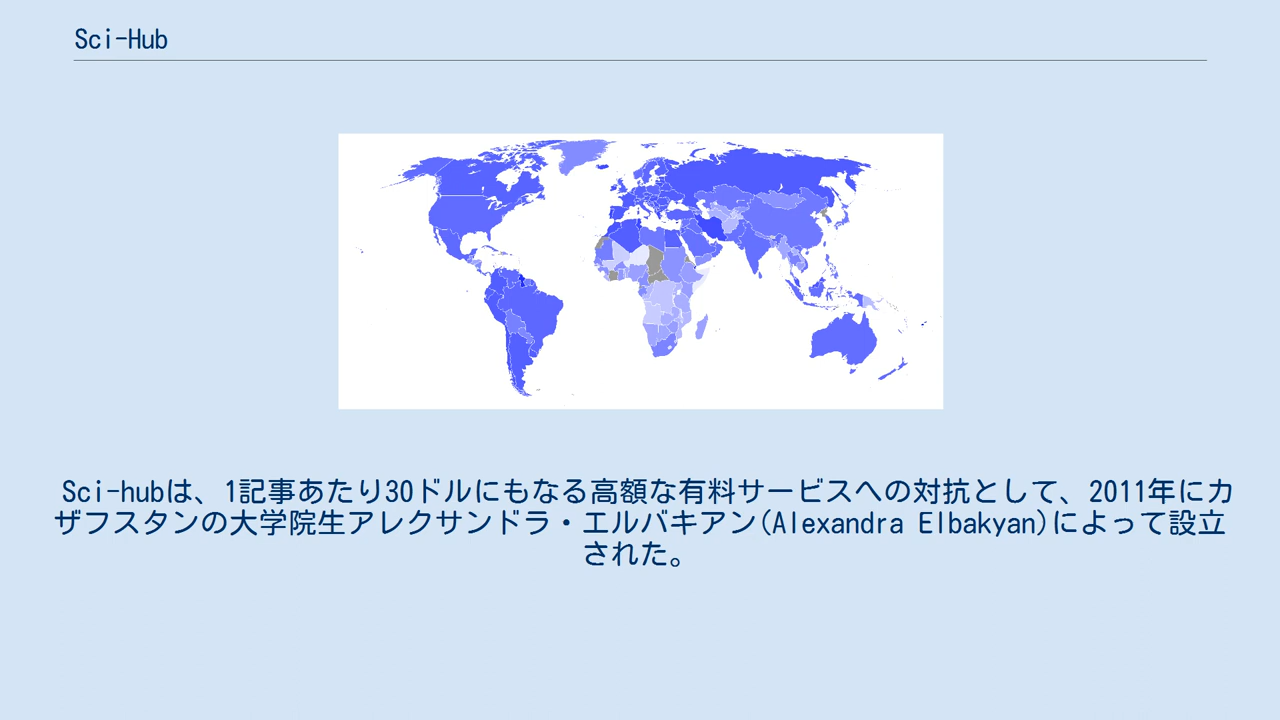 Sci-Hub
Sci-hubは、1記事あたり30ドルにもなる高額な有料サービスへの対抗として、2011年にカ
ザフスタンの大学院生アレクサンドラ・エルバキアン(Alexandra Elbakyan)によって設立
された。